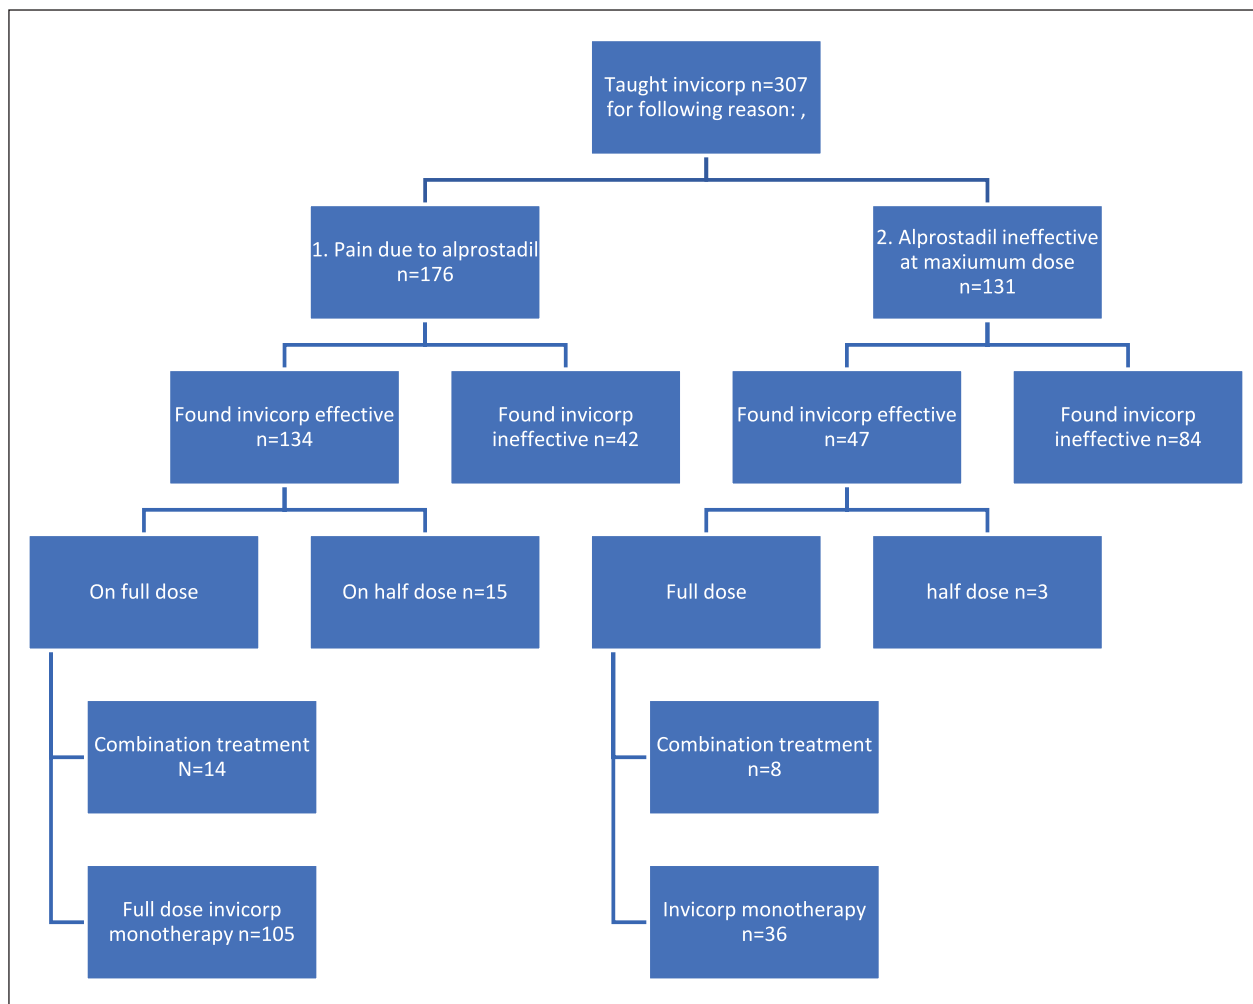 Taught invicorp n=307
for following reason: ,
1. Pain due to alprostadil
n=176
2. Alprostadil ineffective
at maxiumum dose
n=131
Found invicorp effective
n=134
Found invicorp
ineffective n=42
Found invicorp effective
n=47
Found invicorp
ineffective n=84
On full dose
On half dose n=15
Full dose
half dose n=3
Combination treatment
N=14
Combination treatment
n=8
Full dose invicorp
monotherapy n=105
Invicorp monotherapy
n=36